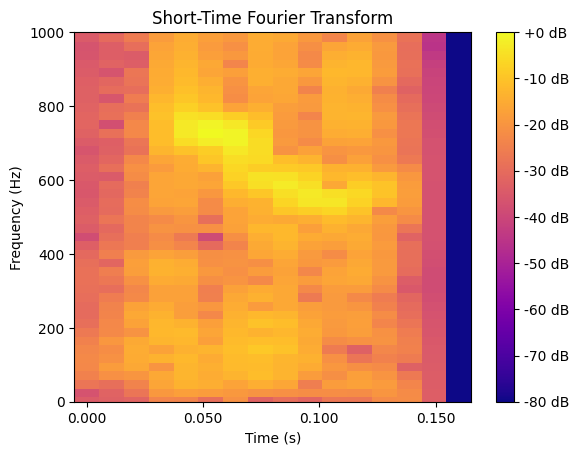 Short-Time Fourier Transform
Frequency (Hz)
1000
800
600
400
200
0
0.000
0.050
0.100
0.150
Time (s)
+0 dB
-10 dB
-20 dB
-30 dB
-40 dB
-50 dB
-60 dB
-70 dB
-80 dB